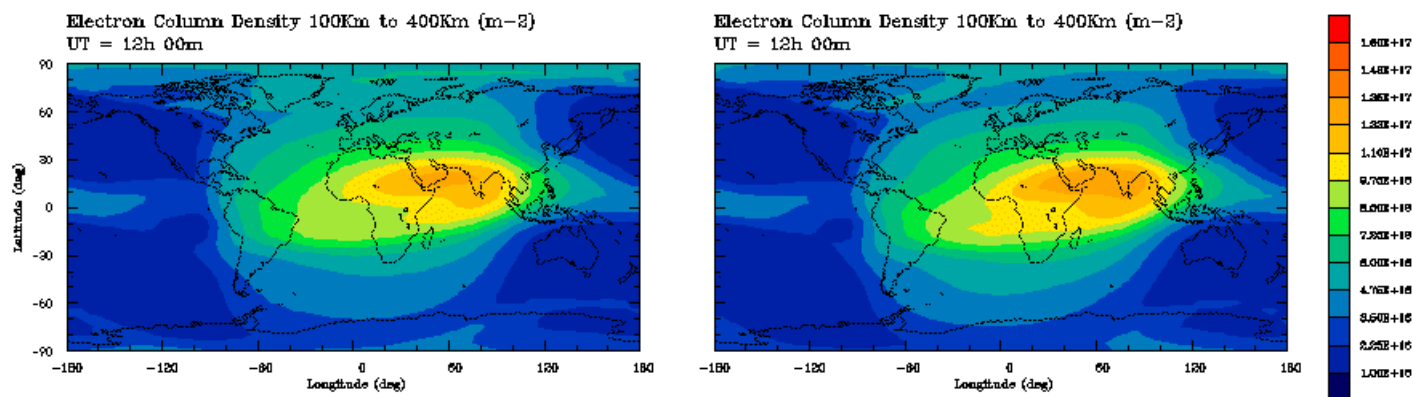 Electron Column Density 100Km to 400Km (m-2)
UT = 12h 00m
90
60
30
0
-30
-60
-90
Latitude (deg)
-180 -120 -60 0 60 120 180
Longitude (deg)
Electron Column Density 100Km to 400Km (m-2)
UT = 12h 00m
-180 -120 -60 0 60 120 180
Longitude (deg)
1.60E+17
1.48E+17
1.35E+17
1.23E+17
1.10E+17
9.75E+16
8.50E+16
7.25E+16
6.00E+16
4.75E+16
3.50E+16
2.25E+16
1.00E+16